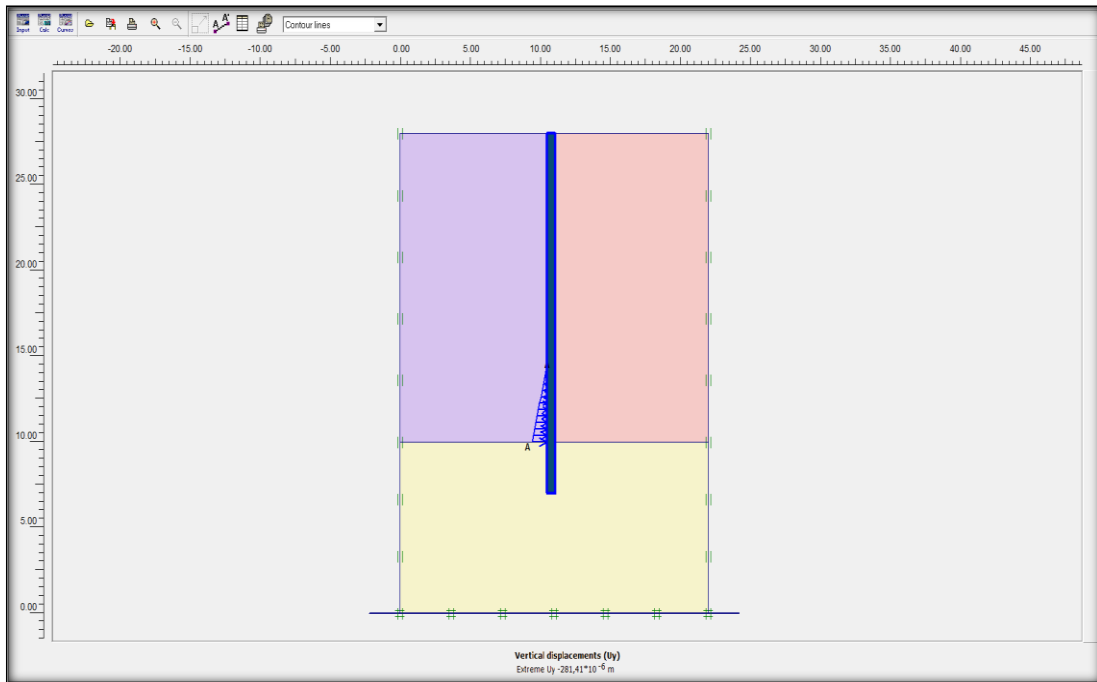 Input Calc Curves Contour lines
-20.00 -15.00 -10.00 -5.00 0.00 5.00 10.00 15.00 20.00 25.00 30.00 35.00 40.00 45.00
30.00
25.00
20.00
15.00
10.00
A
5.00
0.00
Vertical displacements (Uy)
Extreme Uy -281,41*10 -6 m